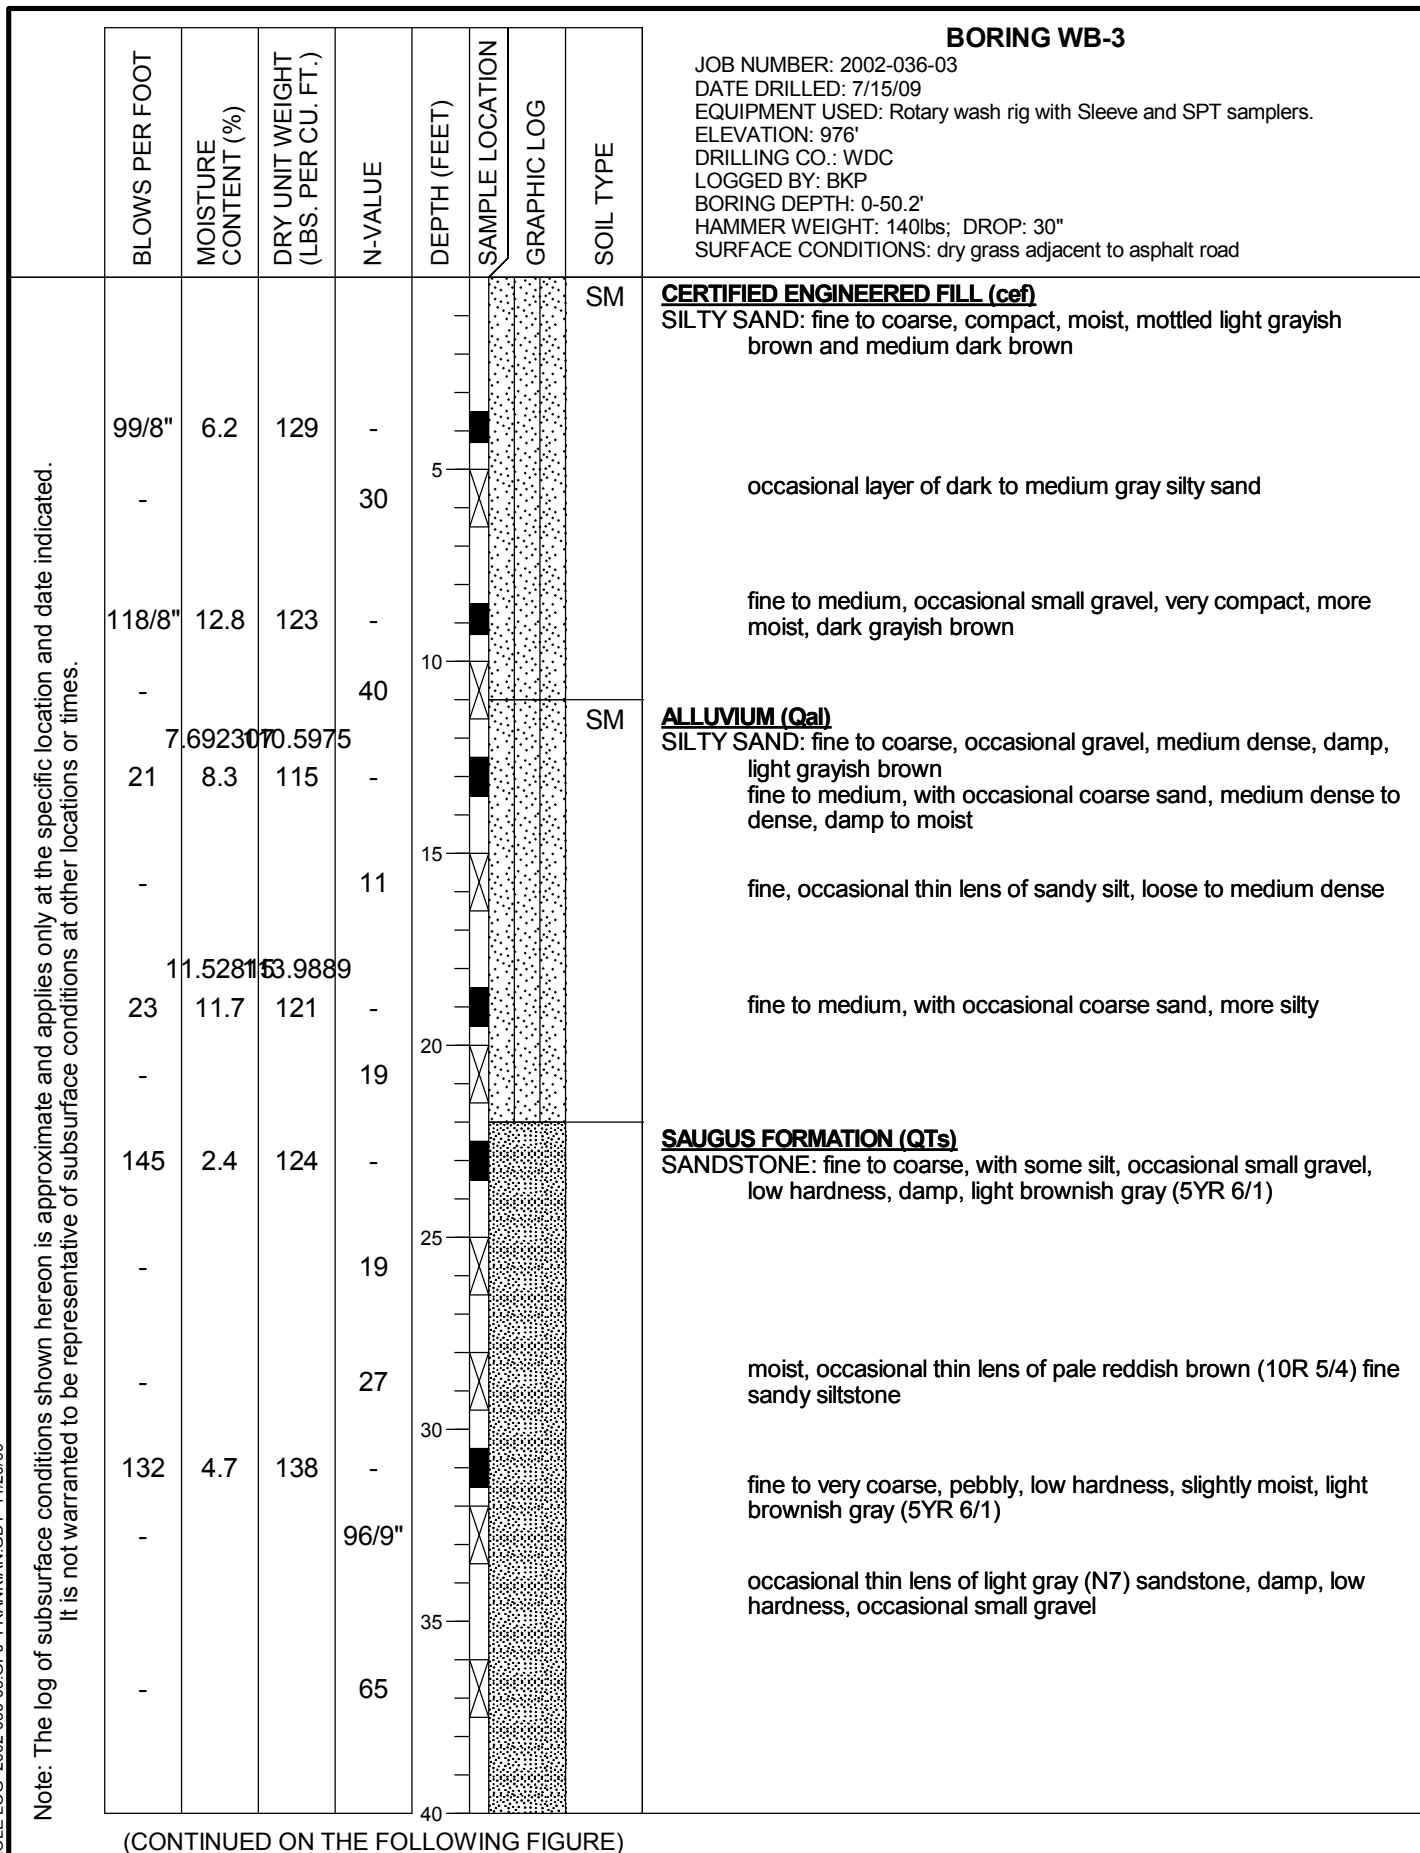 BORING WB-3
JOB NUMBER: 2002-036-03
DATE DRILLED: 7/15/09
EQUIPMENT USED: Rotary wash rig with Sleeve and SPT samplers.
ELEVATION: 976'
DRILLING CO.: WDC
LOGGED BY: BKP
BORING DEPTH: 0-50.2'
HAMMER WEIGHT: 140lbs; DROP: 30"
SURFACE CONDITIONS: dry grass adjacent to asphalt road
BLOWS PER FOOT
MOISTURE
CONTENT (%)
DRY UNIT WEIGHT
(LBS. PER CU. FT.)
N-VALUE
DEPTH (FEET)
SAMPLE LOCATION
GRAPHIC LOG
SOIL TYPE
SM CERTIFIED ENGINEERED FILL (cef)
SILTY SAND: fine to coarse, compact, moist, mottled light grayish
brown and medium dark brown
99/8" 6.2 129 -
5
- 30 occasional layer of dark to medium gray silty sand
118/8" 12.8 123 - fine to medium, occasional small gravel, very compact, more
moist, dark grayish brown
10
- 40
SM ALLUVIUM (Qal)
SILTY SAND: fine to coarse, occasional gravel, medium dense, damp,
light grayish brown
21 8.3 115 - fine to medium, with occasional coarse sand, medium dense to
dense, damp to moist
15
- 11 fine, occasional thin lens of sandy silt, loose to medium dense
23 11.7 121 - fine to medium, with occasional coarse sand, more silty
20
- 19
SAUGUS FORMATION (QTs)
145 2.4 124 - SANDSTONE: fine to coarse, with some silt, occasional small gravel,
low hardness, damp, light brownish gray (5YR 6/1)
25
- 19
- 27 moist, occasional thin lens of pale reddish brown (10R 5/4) fine
sandy siltstone
30
132 4.7 138 - fine to very coarse, pebbly, low hardness, slightly moist, light
brownish gray (5YR 6/1)
- 96/9"
occasional thin lens of light gray (N7) sandstone, damp, low
hardness, occasional small gravel
35
- 65
40
(CONTINUED ON THE FOLLOWING FIGURE)
Note: The log of subsurface conditions shown hereon is approximate and applies only at the specific location and date indicated.
It is not warranted to be representative of subsurface conditions at other locations or times.